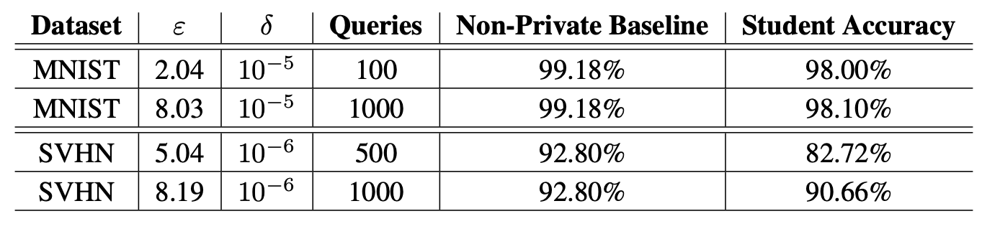 Dataset ε δ Queries Non-Private Baseline Student Accuracy
MNIST 2.04 10⁻⁵ 100 99.18% 98.00%
MNIST 8.03 10⁻⁵ 1000 99.18% 98.10%
SVHN 5.04 10⁻⁶ 500 92.80% 82.72%
SVHN 8.19 10⁻⁶ 1000 92.80% 90.66%